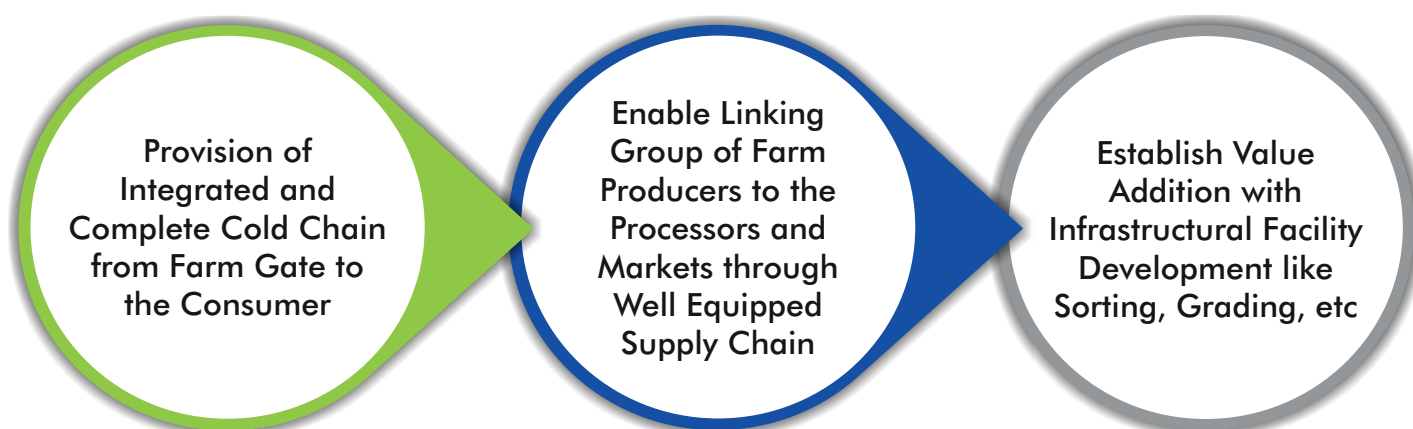 Provision of
Integrated and
Complete Cold Chain
from Farm Gate to
the Consumer
Enable Linking
Group of Farm
Producers to the
Processors and
Markets through
Well Equipped
Supply Chain
Establish Value
Addition with
Infrastructural Facility
Development like
Sorting, Grading, etc